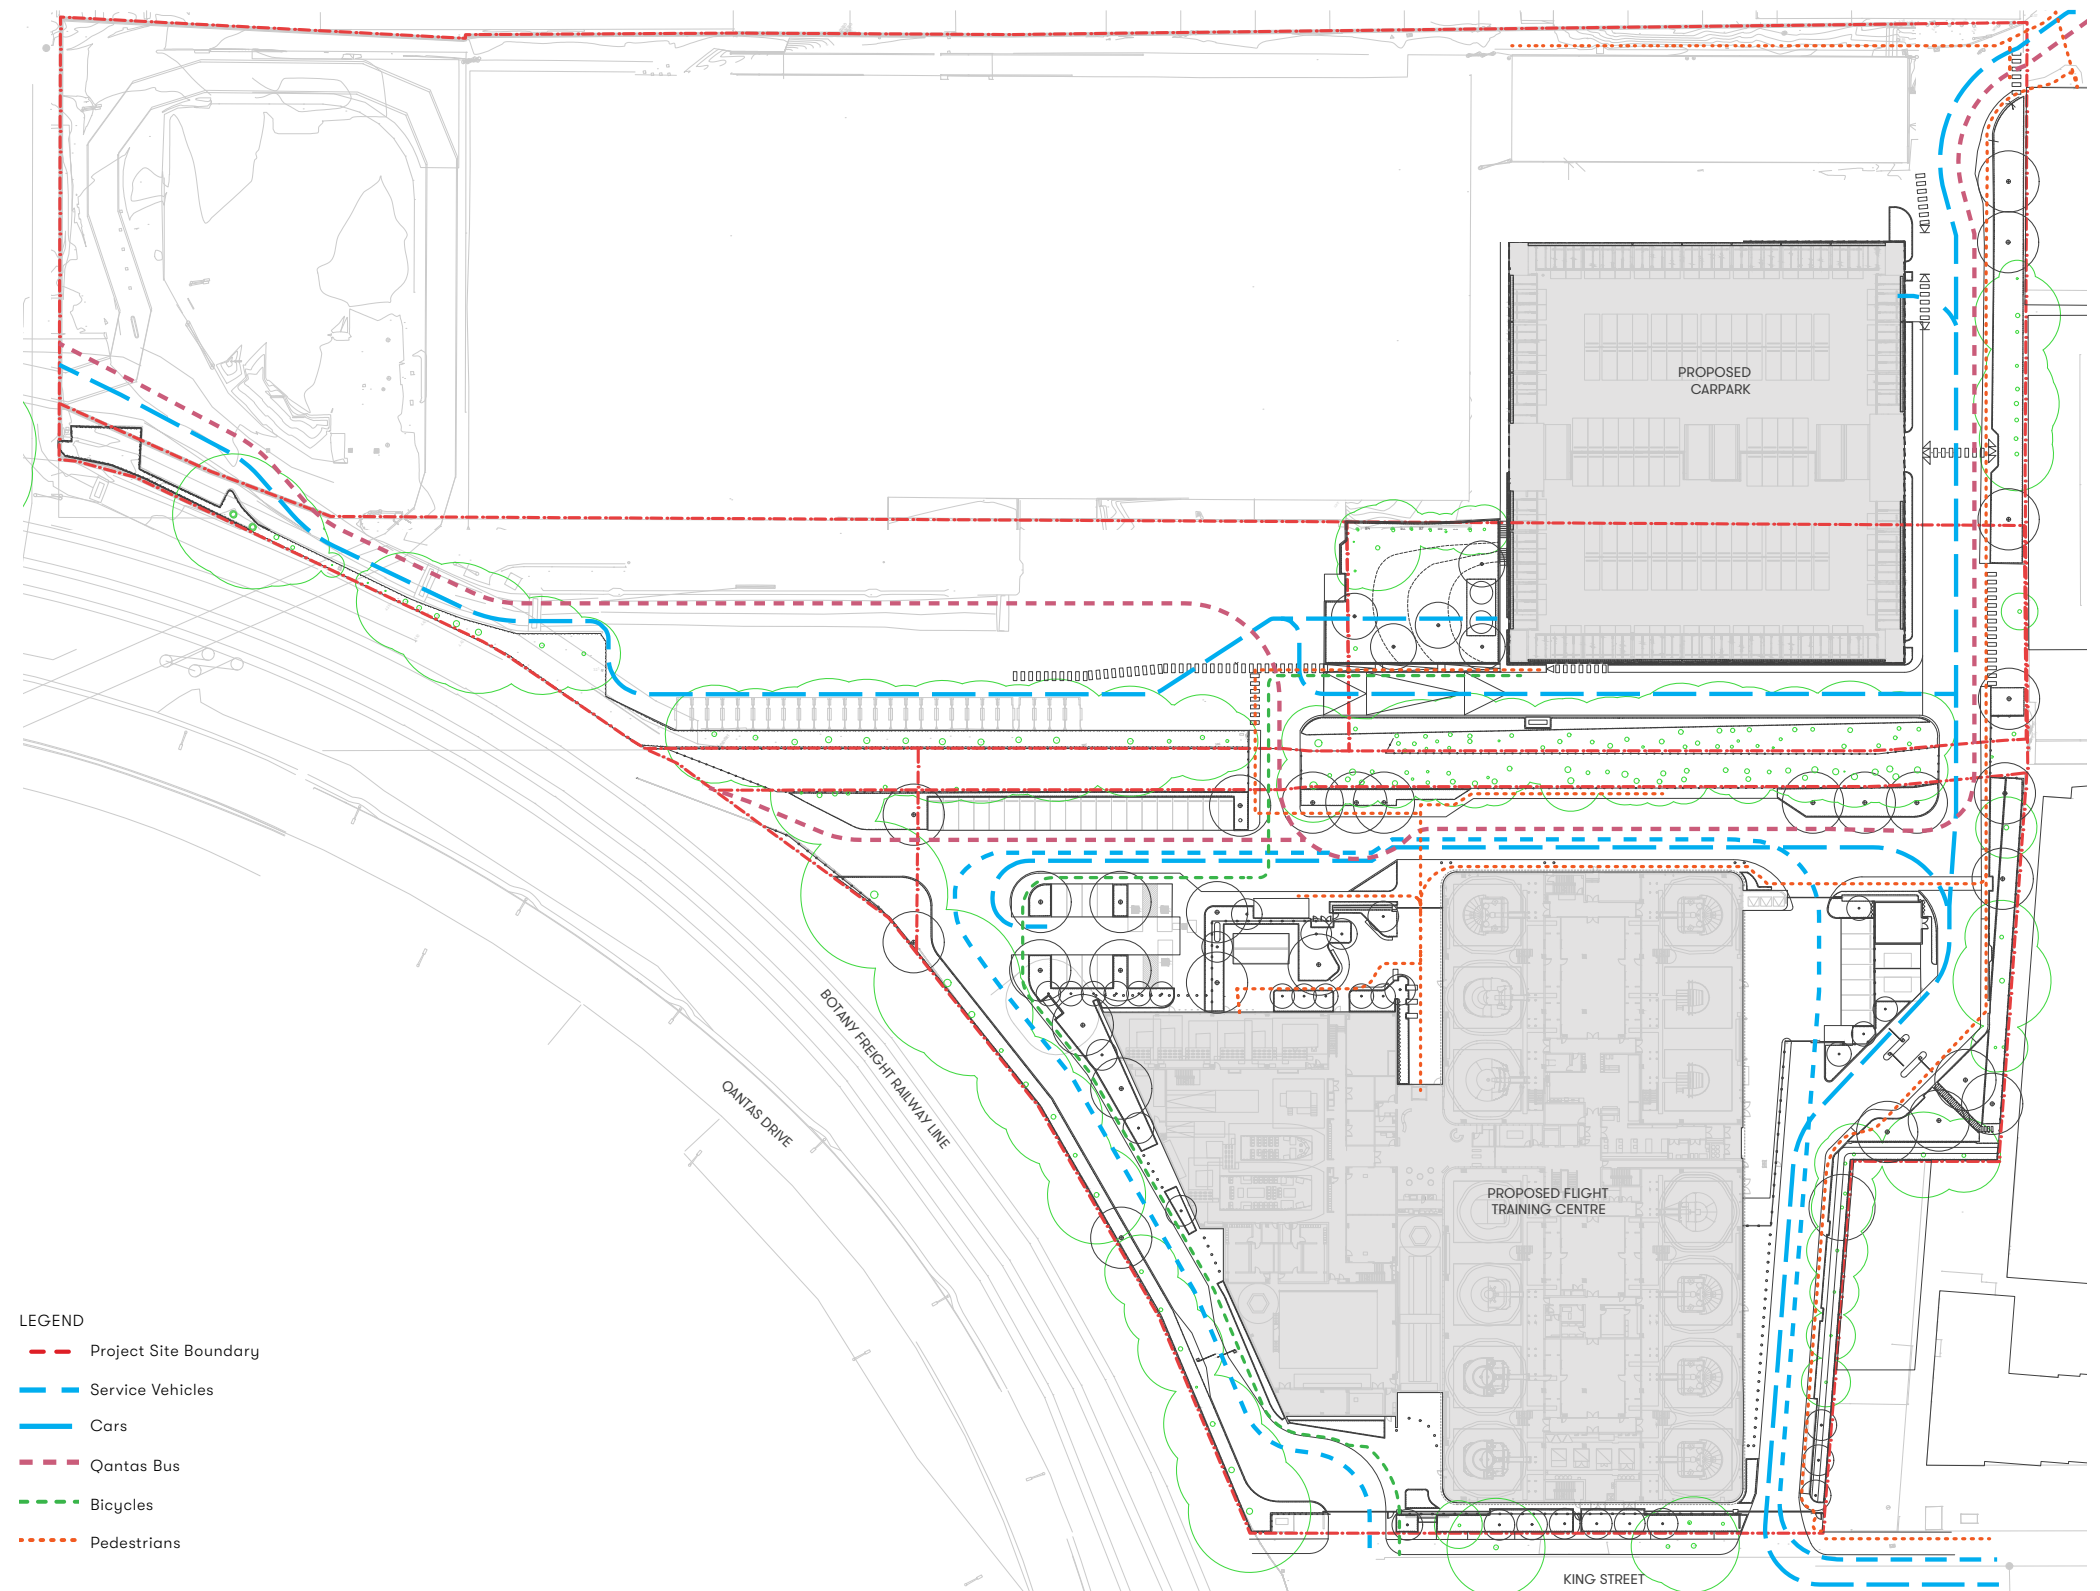 PROPOSED
CARPARK
BOTANY FREIGHT RAILWAY LINE
QANTAS DRIVE
PROPOSED FLIGHT
TRAINING CENTRE
LEGEND
Project Site Boundary
Service Vehicles
Cars
Qantas Bus
Bicycles
Pedestrians
KING STREET